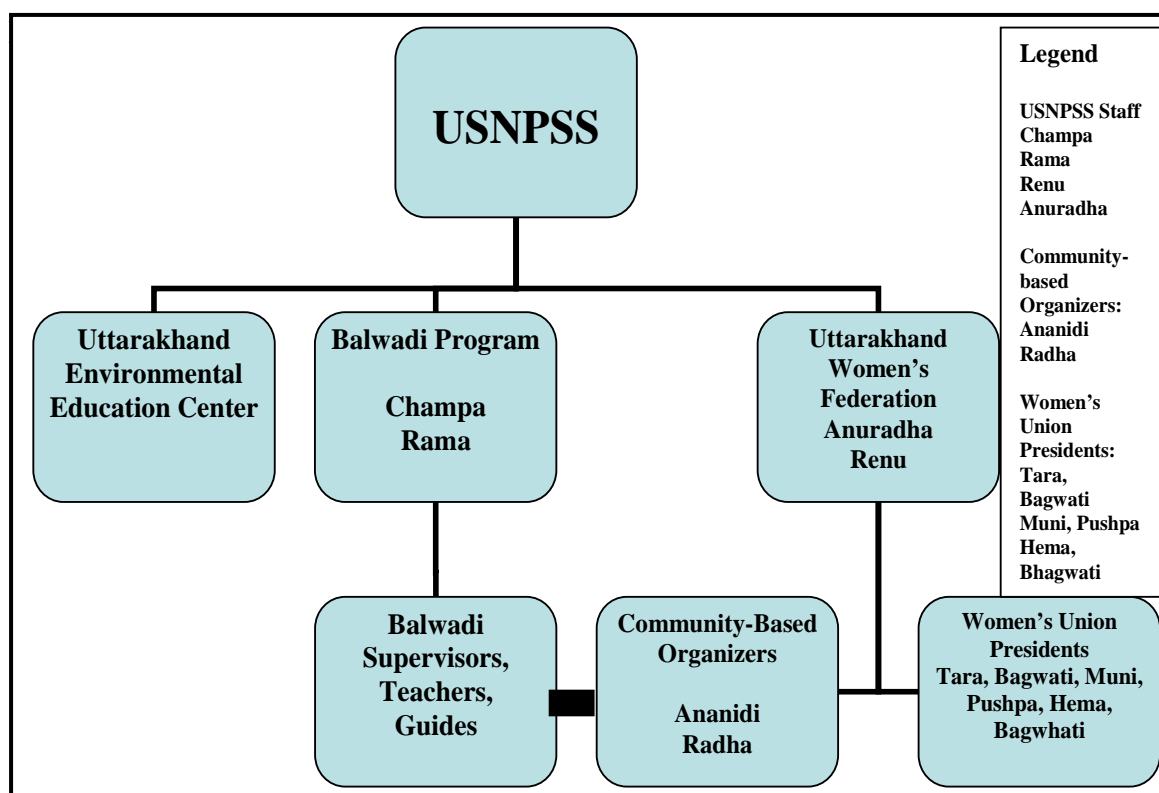 USNPSS
Legend
USNPSS Staff
Champa
Rama
Renu
Anuradha
Community-
based
Organizers:
Ananidi
Radha
Women's
Union
Presidents:
Tara,
Bagwati
Muni, Pushpa
Hema,
Bhagwati
Uttarakhand
Environmental
Education Center
Balwadi Program
Champa
Rama
Uttarakhand
Women's
Federation
Anuradha
Renu
Balwadi
Supervisors,
Teachers,
Guides
Community-Based
Organizers
Ananidi
Radha
Women's Union
Presidents
Tara, Bagwati, Muni,
Pushpa, Hema,
Bagwhati